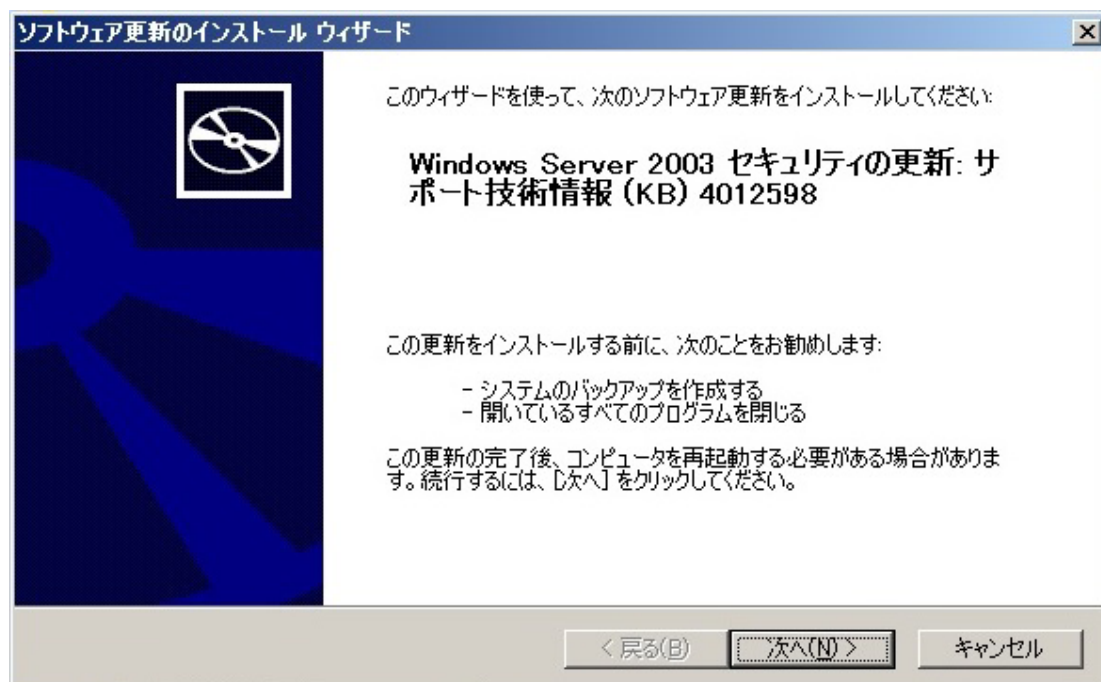 ソフトウェア更新のインストール ウィザード
このウィザードを使って、次のソフトウェア更新をインストールしてください:
Windows Server 2003 セキュリティの更新: サ
ポート技術情報 (KB) 4012598
この更新をインストールする前に、次のことをお勧めします:
- システムのバックアップを作成する
- 開いているすべてのプログラムを閉じる
この更新の完了後、コンピュータを再起動する必要がある場合がありま
す。続行するには、[次へ] をクリックしてください。
< 戻る(B) 次へ(N) > キャンセル